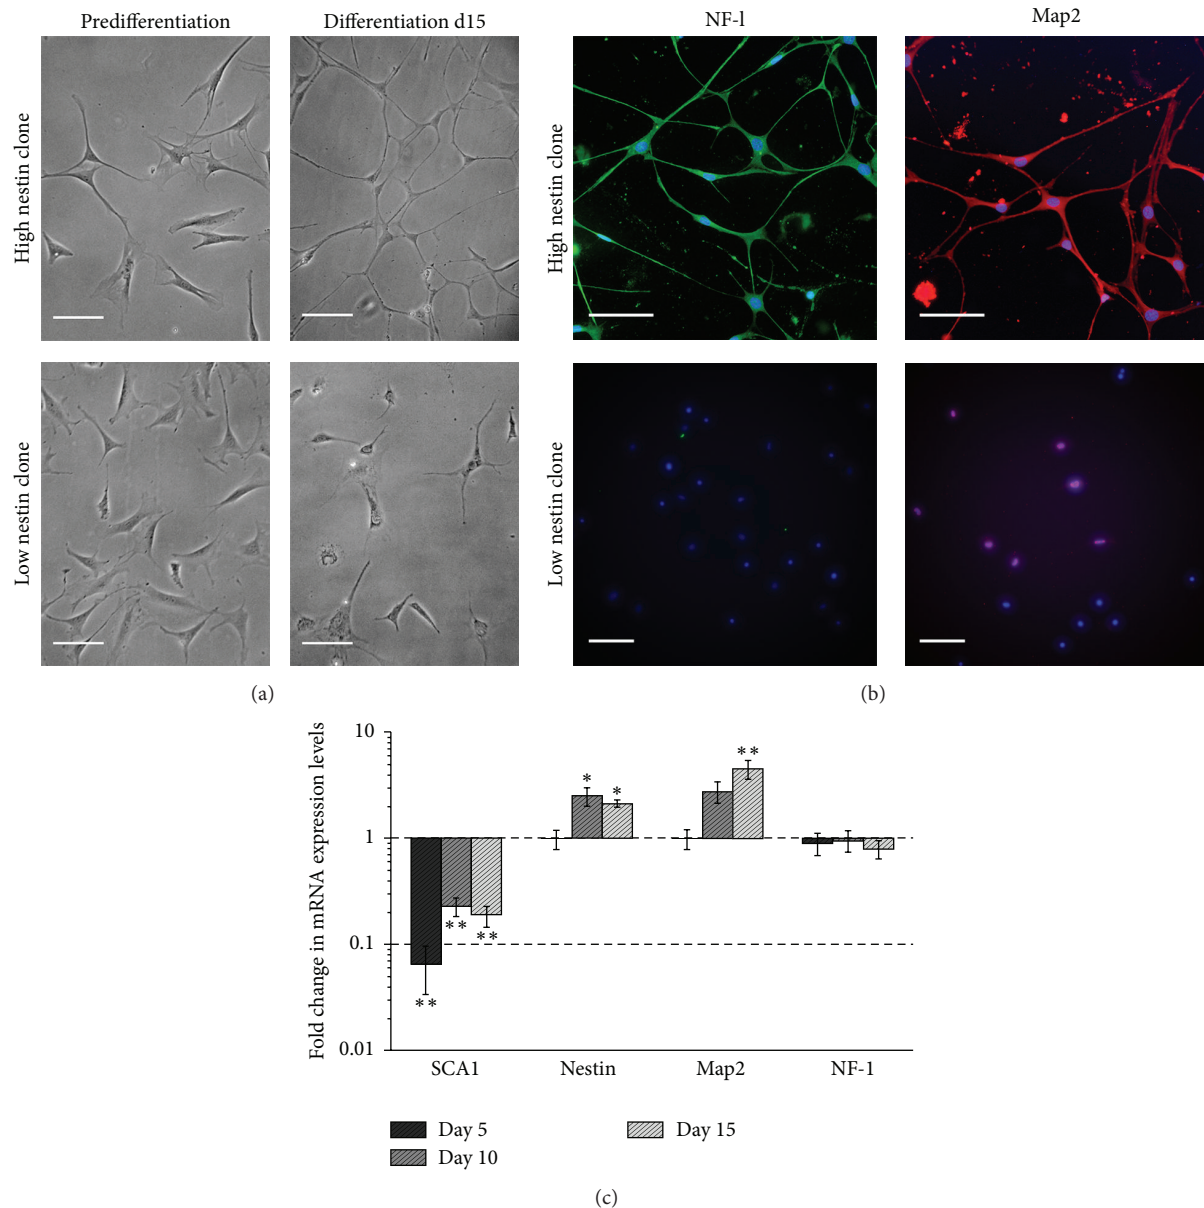 Predifferentiation
Differentiation d15
NF-l
Map2
High nestin clone
High nestin clone
Low nestin clone
Low nestin clone
(a)
(b)
Fold change in mRNA expression levels
10
1
0.1
0.01
**
**
**
*
*
**
SCA1
Nestin
Map2
NF-1
Day 5
Day 15
Day 10
(c)